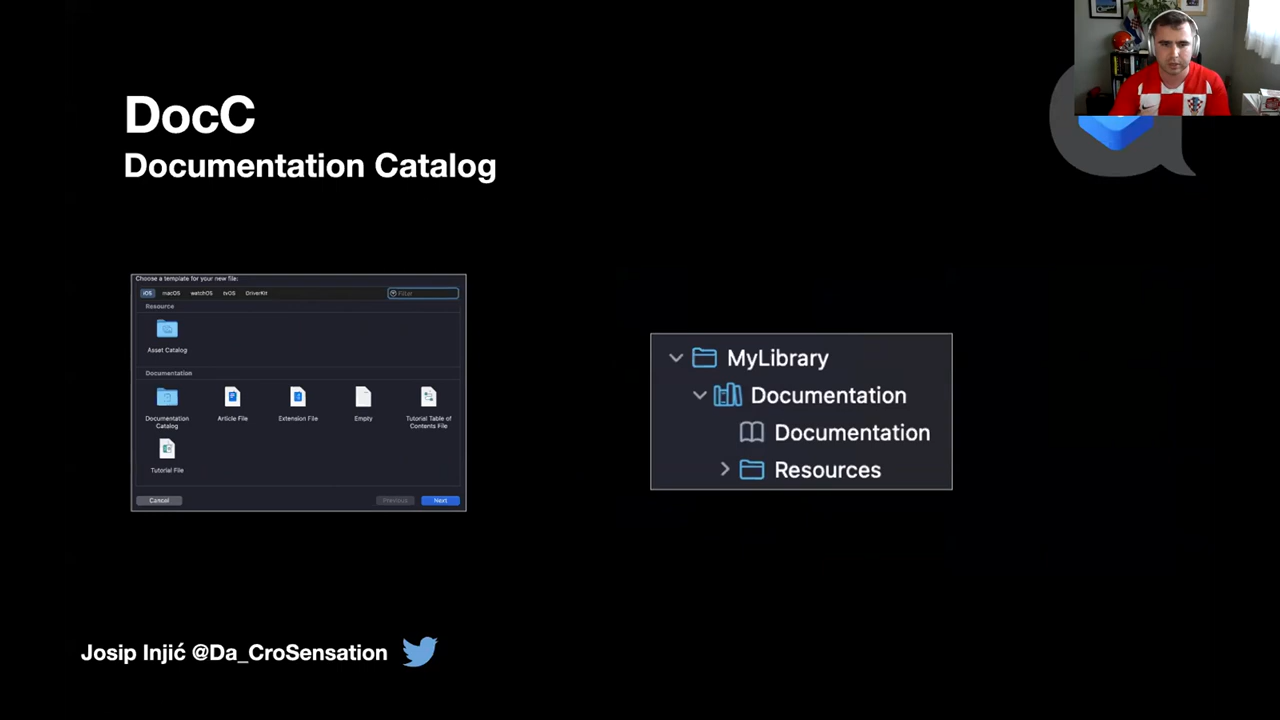 DocC
Documentation Catalog
Choose a template for your new file:
iOS macOS watchOS tvOS DriverKit
Filter
Resource
Asset Catalog
Documentation
Documentation Catalog
Article File
Extension File
Empty
Tutorial Table of Contents File
Tutorial File
Cancel
Previous
Next
MyLibrary
Documentation
Documentation
Resources
Josip Injić @Da_CroSensation